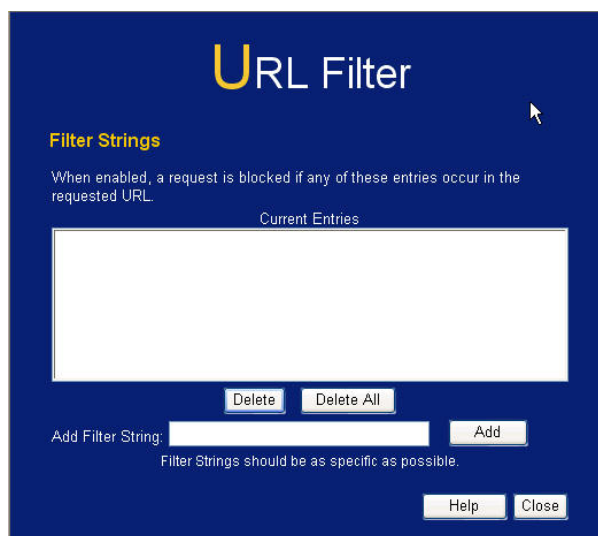 URL Filter
Filter Strings
When enabled, a request is blocked if any of these entries occur in the
requested URL.
Current Entries
Delete Delete All
Add Filter String: Add
Filter Strings should be as specific as possible.
Help Close